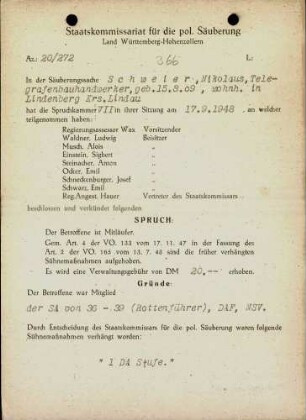 Staatskommissariat für die pol. Säuberung
Land Württemberg-Hohenzollern
Az.: 20/272
366
L:
In der Säuberungssache Schweier, Nikolaus, Tele-
grafenbauhandwerker, geb. 15.8.09, wohnh. in
Lindenberg Krs. Lindau
hat die Spruchkammer VII in ihrer Sitzung am 17.9.1948, an welcher
teilgenommen haben:
Regierungsassessor Wax Vorsitzender
Waldner, Ludwig Beisitzer
Musch, Alois "
Einstein, Sigbert "
Steinacher, Anton "
Ocker, Emil "
Schneckenburger, Josef "
Schwarz, Emil "
Reg.Angest. Hauer Vertreter des Staatskommissars
beschlossen und verkündet folgenden
SPRUCH:
Der Betroffene ist Mitläufer.
Gem. Art. 4 der VO. 133 vom 17. 11. 47 in der Fassung des
Art. 2 der VO. 165 vom 13. 7. 48 sind die früher verhängten
Sühnemaßnahmen aufgehoben.
Es wird eine Verwaltungsgebühr von DM 20,-- erhoben.
Gründe:
Der Betroffene war Mitglied
der SA von 36 - 39 (Rottenführer), DAF, NSV.
Durch Entscheidung des Staatskommissars für die pol. Säuberung waren folgende
Sühnemaßnahmen verhängt worden:
" I DA Stufe."